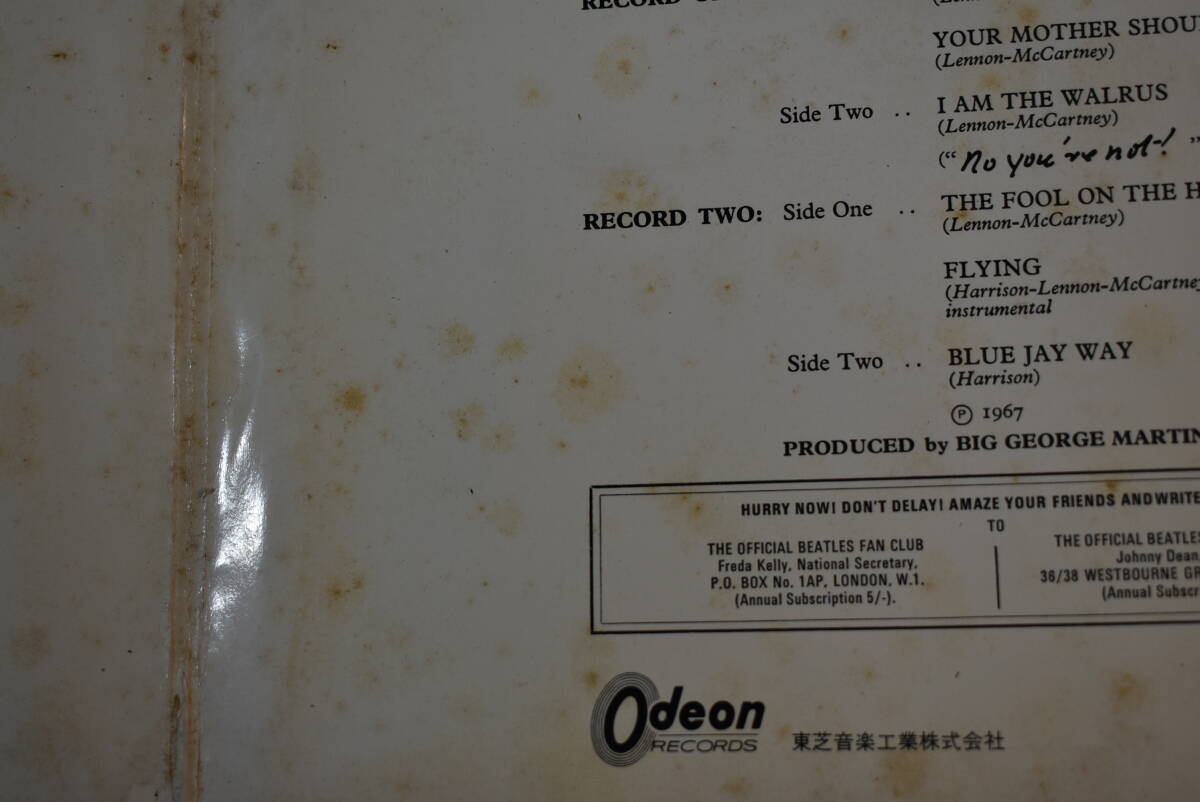 YOUR MOTHER
(Lennon-McCartney)
Side Two .. I AM THE WALRUS
(Lennon-McCartney)
(“no you're not!”
RECORD TWO: Side One .. THE FOOL ON THE H
(Lennon-McCartney)
FLYING
(Harrison-Lennon-McCartney
instrumental
Side Two .. BLUE JAY WAY
(Harrison)
℗ 1967
PRODUCED by BIG GEORGE MARTIN
HURRY NOW! DON'T DELAY! AMAZE YOUR FRIENDS AND WRITE
TO
THE OFFICIAL BEATLES FAN CLUB
Freda Kelly, National Secretary,
P.O. BOX No. 1AP, LONDON, W.1.
(Annual Subscription 5/-).
THE OFFICIAL BEATLES
Johnny Dean
36/38 WESTBOURNE GR
(Annual Subscr
Odeon
RECORDS
東芝音楽工業株式会社